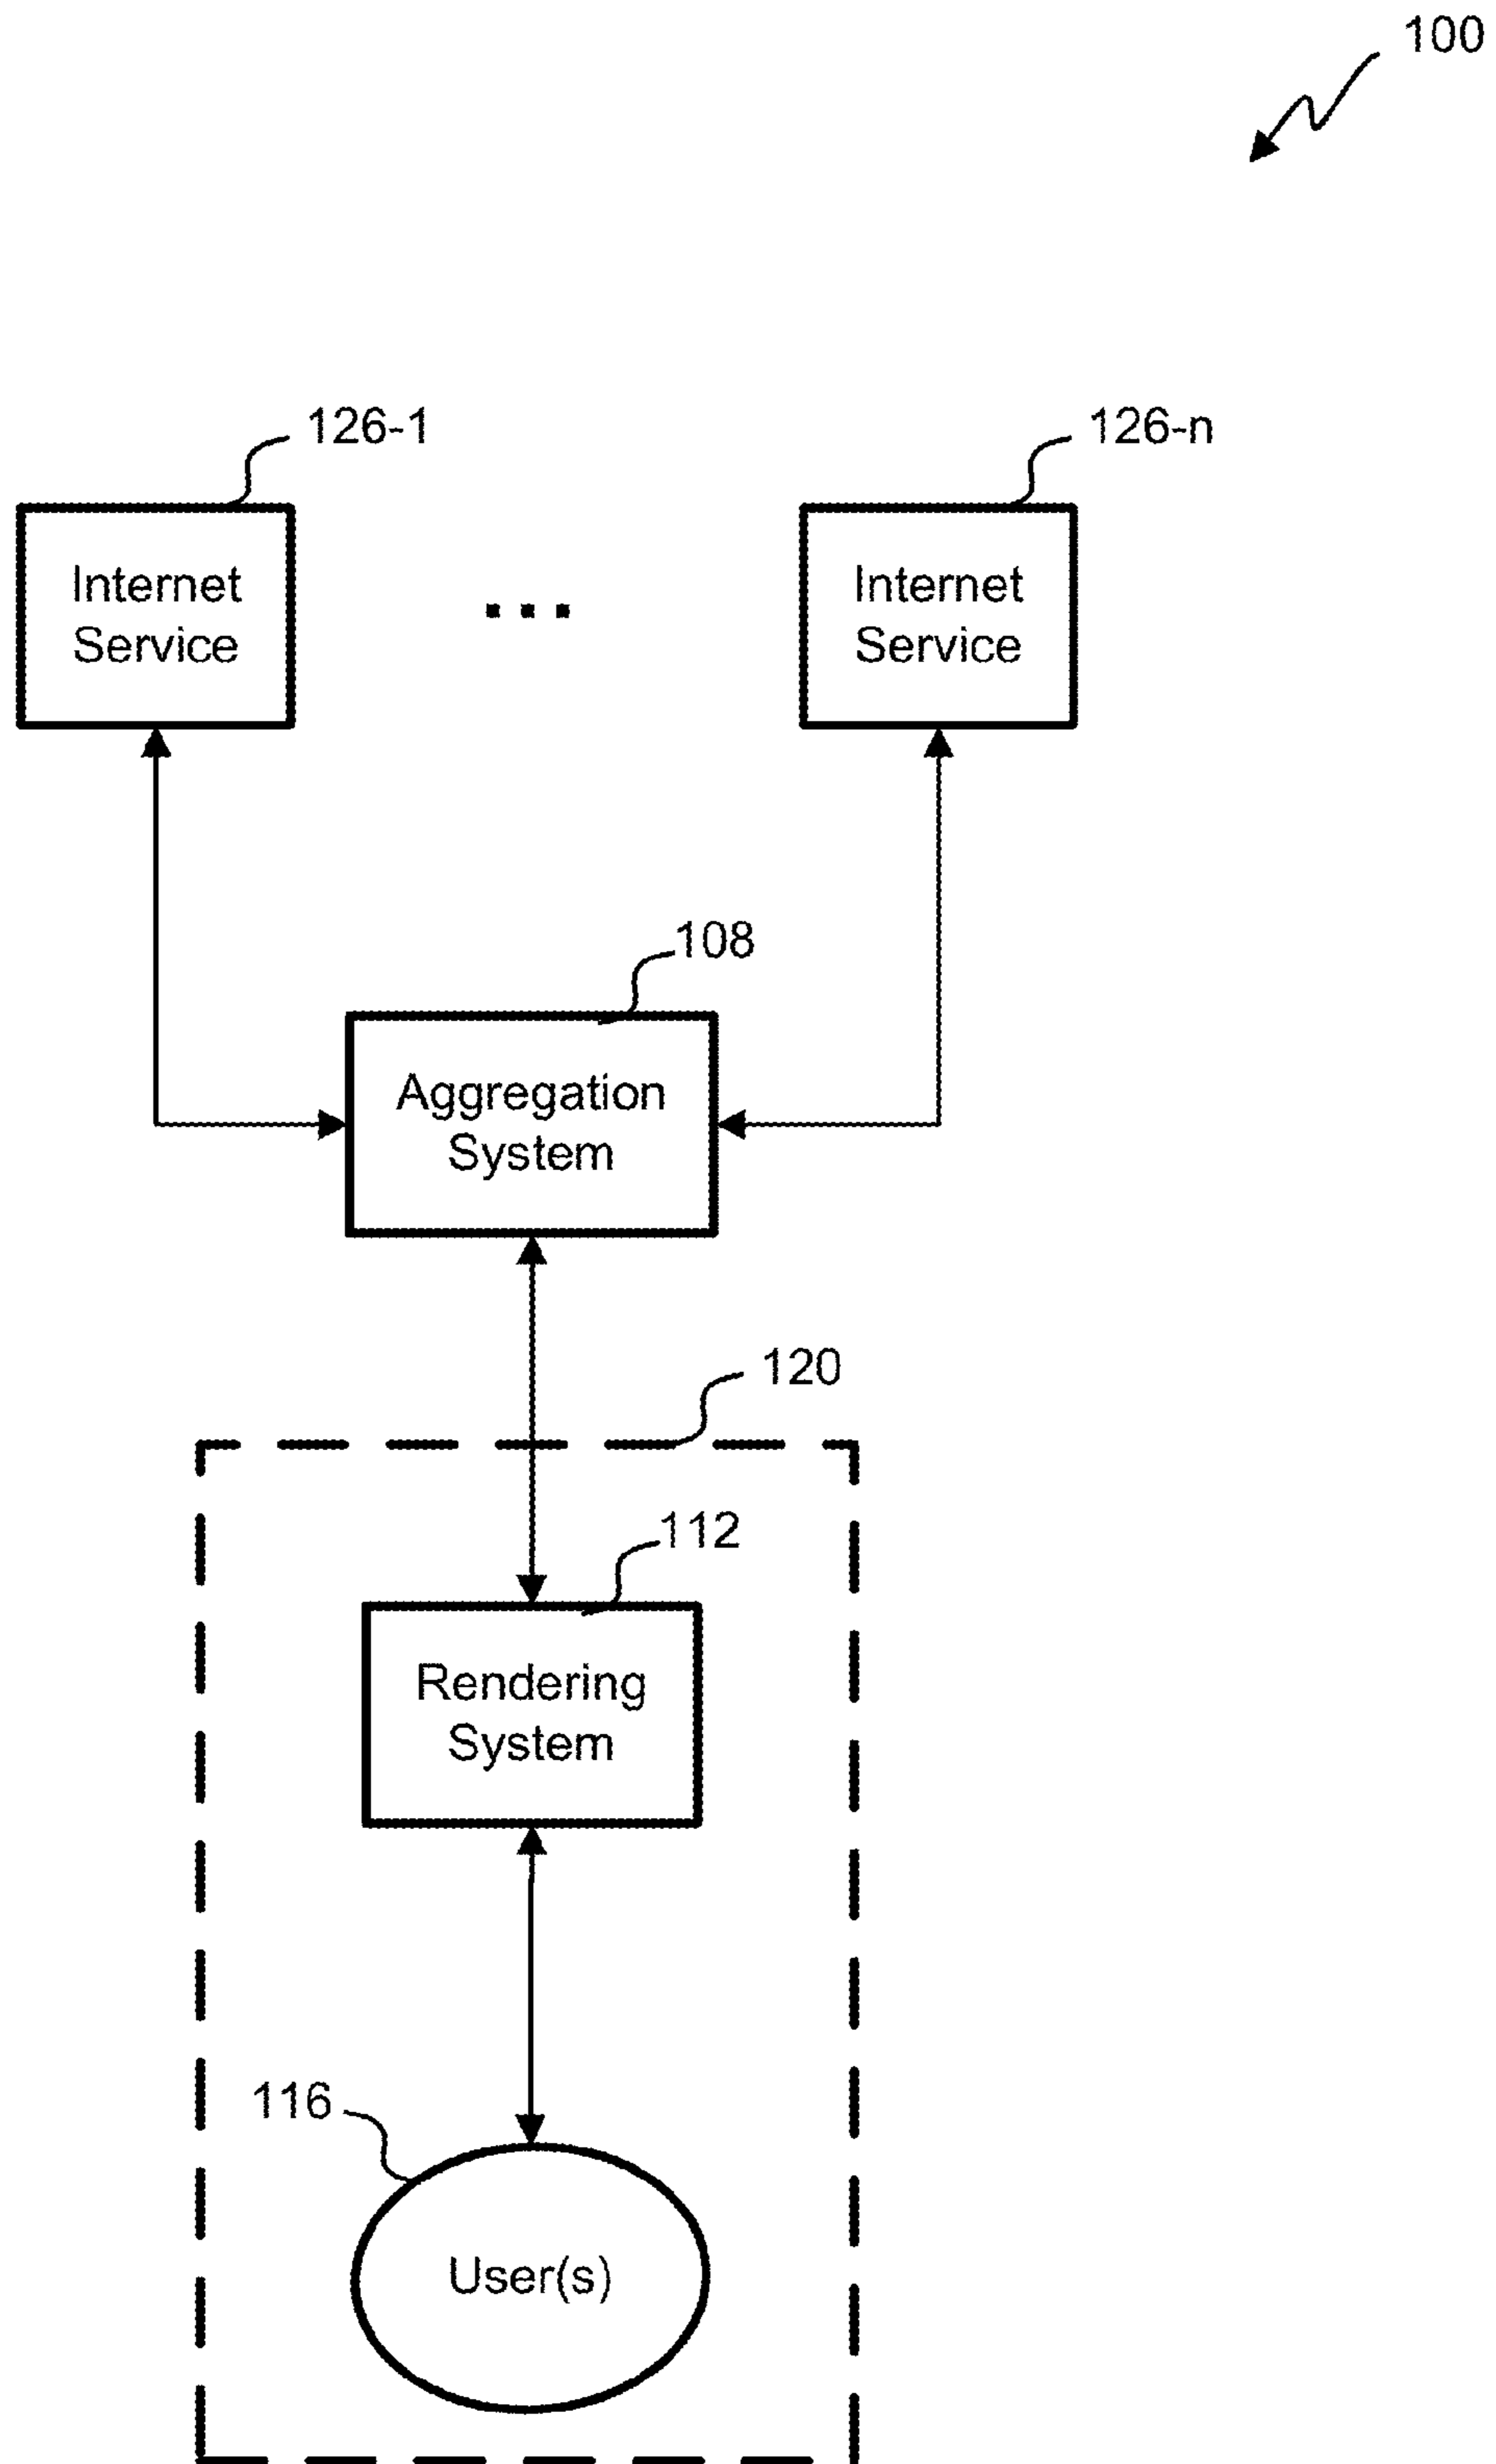 100
126-1
126-n
Internet
Service
...
Internet
Service
108
Aggregation
System
120
112
Rendering
System
116
User(s)